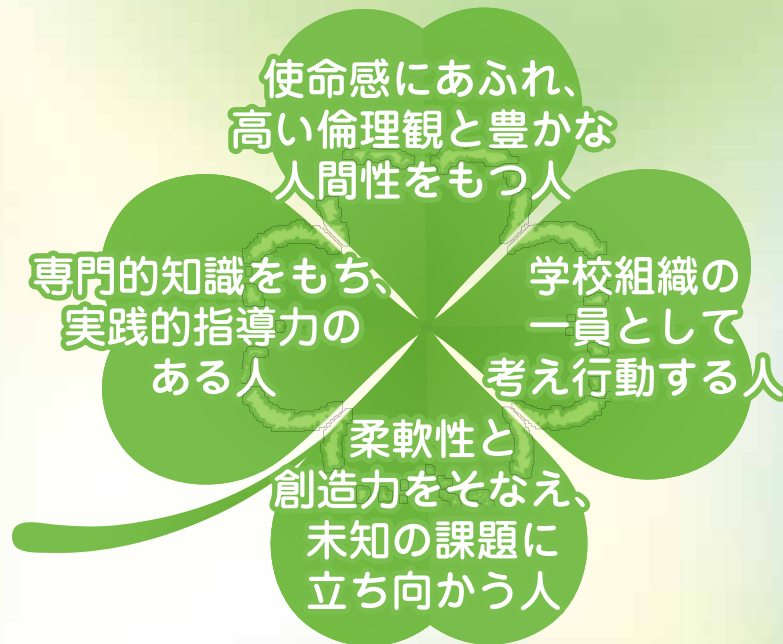 使命感にあふれ、
高い倫理観と豊かな
人間性をもつ人
専門的知識をもち、
実践的指導力の
ある人
学校組織の
一員として
考え行動する人
柔軟性と
創造力をそなえ、
未知の課題に
立ち向かう人